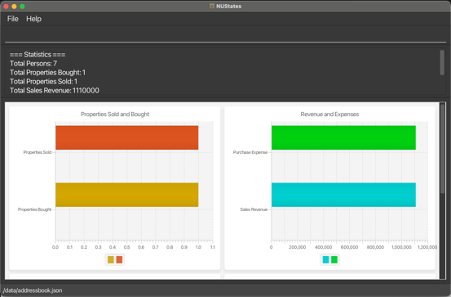 NUStates
File Help
=== Statistics ===
Total Persons: 7
Total Properties Bought: 1
Total Properties Sold: 1
Total Sales Revenue: 1110000
Properties Sold and Bought
Properties Sold
Properties Bought
0.0 0.1 0.2 0.3 0.4 0.5 0.6 0.7 0.8 0.9 1.0 1.1
Revenue and Expenses
Purchase Expense
Sales Revenue
0 200,000 400,000 600,000 800,000 1,000,000 1,200,000
/data/addressbook.json